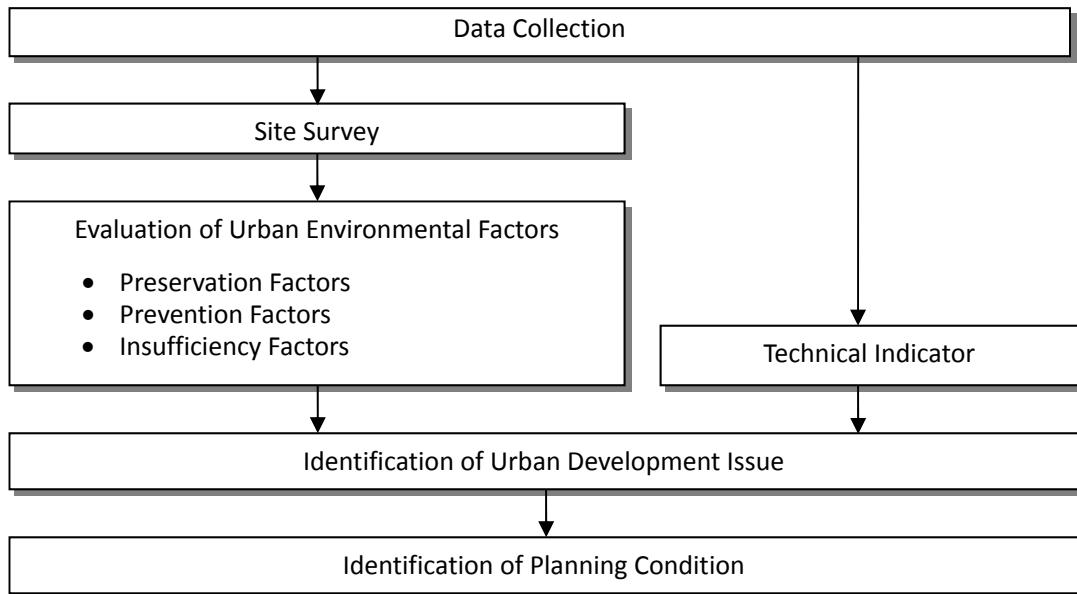 Data Collection
Site Survey
Evaluation of Urban Environmental Factors
• Preservation Factors
• Prevention Factors
• Insufficiency Factors
Technical Indicator
Identification of Urban Development Issue
Identification of Planning Condition